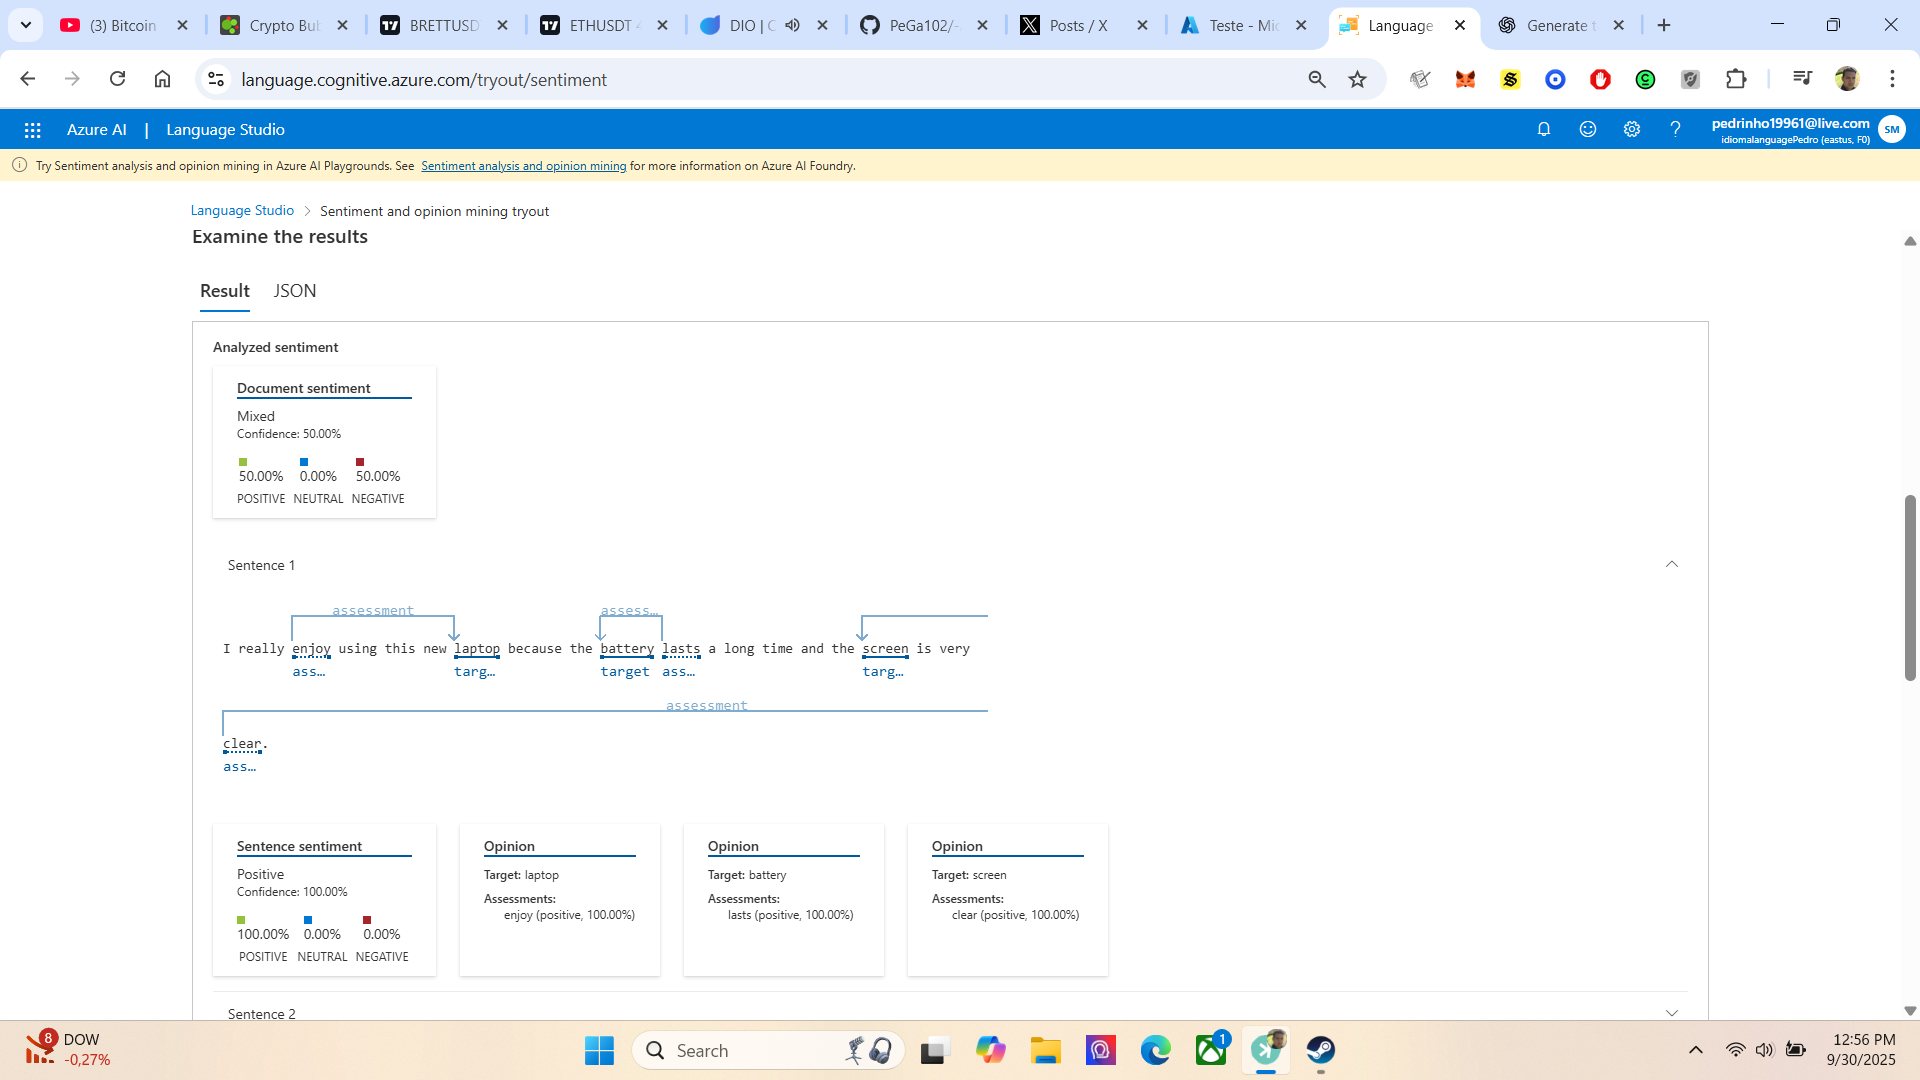 (3) Bitcoin
Crypto Bub
BRETTUSD
ETHUSDT 4
DIO | C
PeGa102/-
Posts / X
Teste - Mic
Language
Generate t
language.cognitive.azure.com/tryout/sentiment
Azure AI | Language Studio
pedrinho19961@live.com
idiomalanguagePedro (eastus, F0)
SM
Try Sentiment analysis and opinion mining in Azure AI Playgrounds. See Sentiment analysis and opinion mining for more information on Azure AI Foundry.
Language Studio > Sentiment and opinion mining tryout
Examine the results
Result JSON
Analyzed sentiment
Document sentiment
Mixed
Confidence: 50.00%
50.00% 0.00% 50.00%
POSITIVE NEUTRAL NEGATIVE
Sentence 1
assessment assess…
I really enjoy using this new laptop because the battery lasts a long time and the screen is very
ass… targ… target ass… targ…
assessment
clear.
ass…
Sentence sentiment
Positive
Confidence: 100.00%
100.00% 0.00% 0.00%
POSITIVE NEUTRAL NEGATIVE
Opinion
Target: laptop
Assessments:
enjoy (positive, 100.00%)
Opinion
Target: battery
Assessments:
lasts (positive, 100.00%)
Opinion
Target: screen
Assessments:
clear (positive, 100.00%)
Sentence 2
8
DOW
-0,27%
Search
1
12:56 PM
9/30/2025